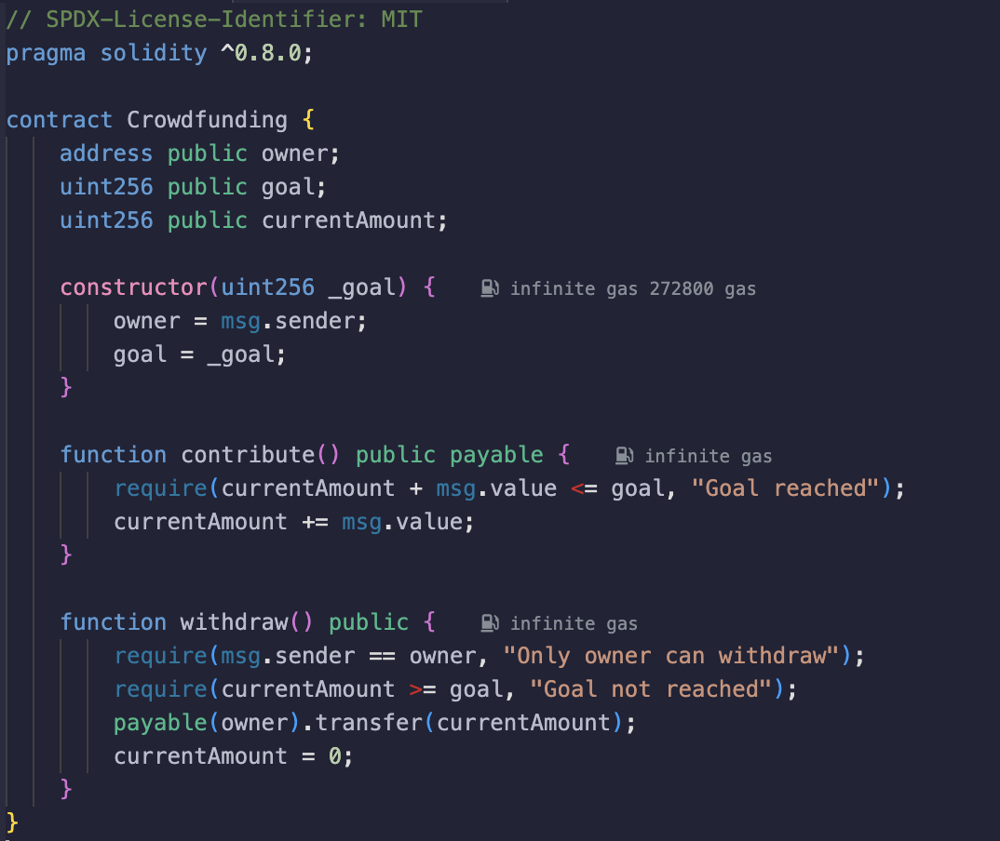 // SPDX-License-Identifier: MIT
pragma solidity ^0.8.0;
contract Crowdfunding {
    address public owner;
    uint256 public goal;
    uint256 public currentAmount;
    constructor(uint256 _goal) { infinite gas 272800 gas
        owner = msg.sender;
        goal = _goal;
    }
    function contribute() public payable { infinite gas
        require(currentAmount + msg.value <= goal, "Goal reached");
        currentAmount += msg.value;
    }
    function withdraw() public { infinite gas
        require(msg.sender == owner, "Only owner can withdraw");
        require(currentAmount >= goal, "Goal not reached");
        payable(owner).transfer(currentAmount);
        currentAmount = 0;
    }
}